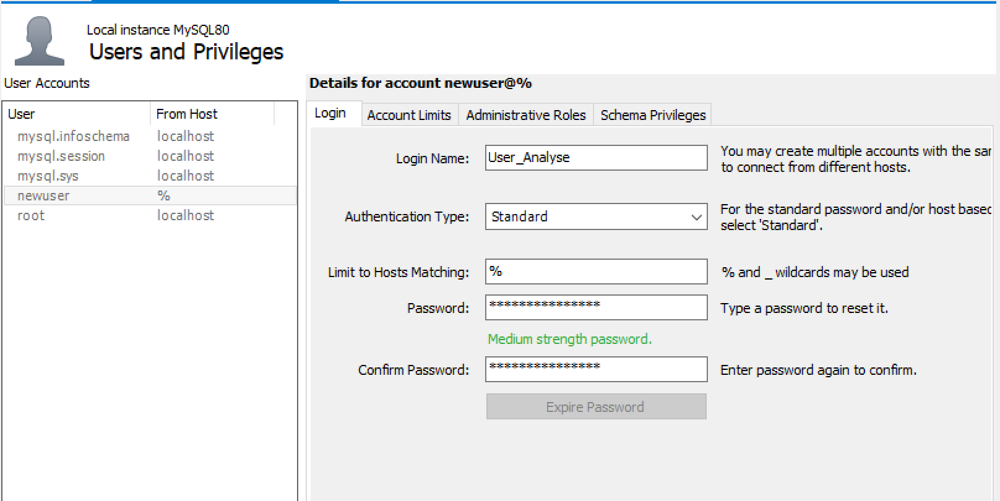 Local instance MySQL80
Users and Privileges
User Accounts
User From Host
mysql.infoschema localhost
mysql.session localhost
mysql.sys localhost
newuser %
root localhost
Details for account newuser@%
Login Account Limits Administrative Roles Schema Privileges
Login Name: User_Analyse
You may create multiple accounts with the
to connect from different hosts.
Authentication Type: Standard
For the standard password and/or host based
select 'Standard'.
Limit to Hosts Matching: % % and _ wildcards may be used
Password: *************** Type a password to reset it.
Medium strength password.
Confirm Password: *************** Enter password again to confirm.
Expire Password